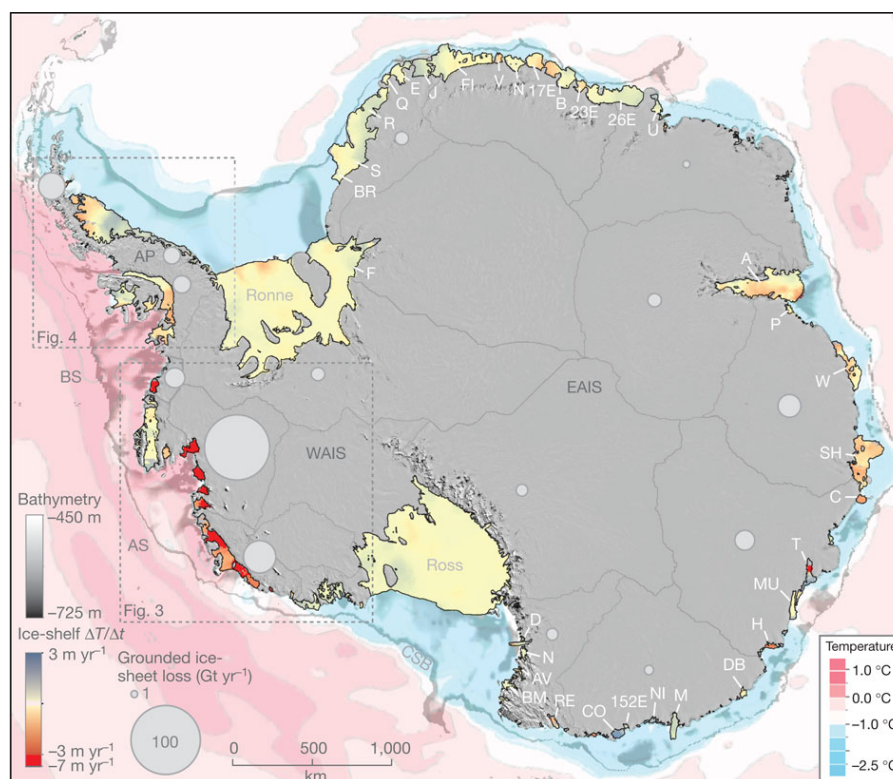 FI
V
N
17E
B
23E
26E
U
E
J
Q
R
S
BR
AP
Ronne
F
A
P
Fig. 4
BS
W
EAIS
WAIS
SH
C
Bathymetry
–450 m
AS
Ross
T
MU
–725 m
Fig. 3
H
Ice-shelf ΔT/Δt
3 m yr⁻¹
Grounded ice-
sheet loss (Gt yr⁻¹)
1
CSB
D
N
AV
BM
RE
CO
152E
NI
M
DB
–3 m yr⁻¹
–7 m yr⁻¹
100
0 500 1,000
km
Temperature
1.0 °C
0.0 °C
–1.0 °C
–2.5 °C